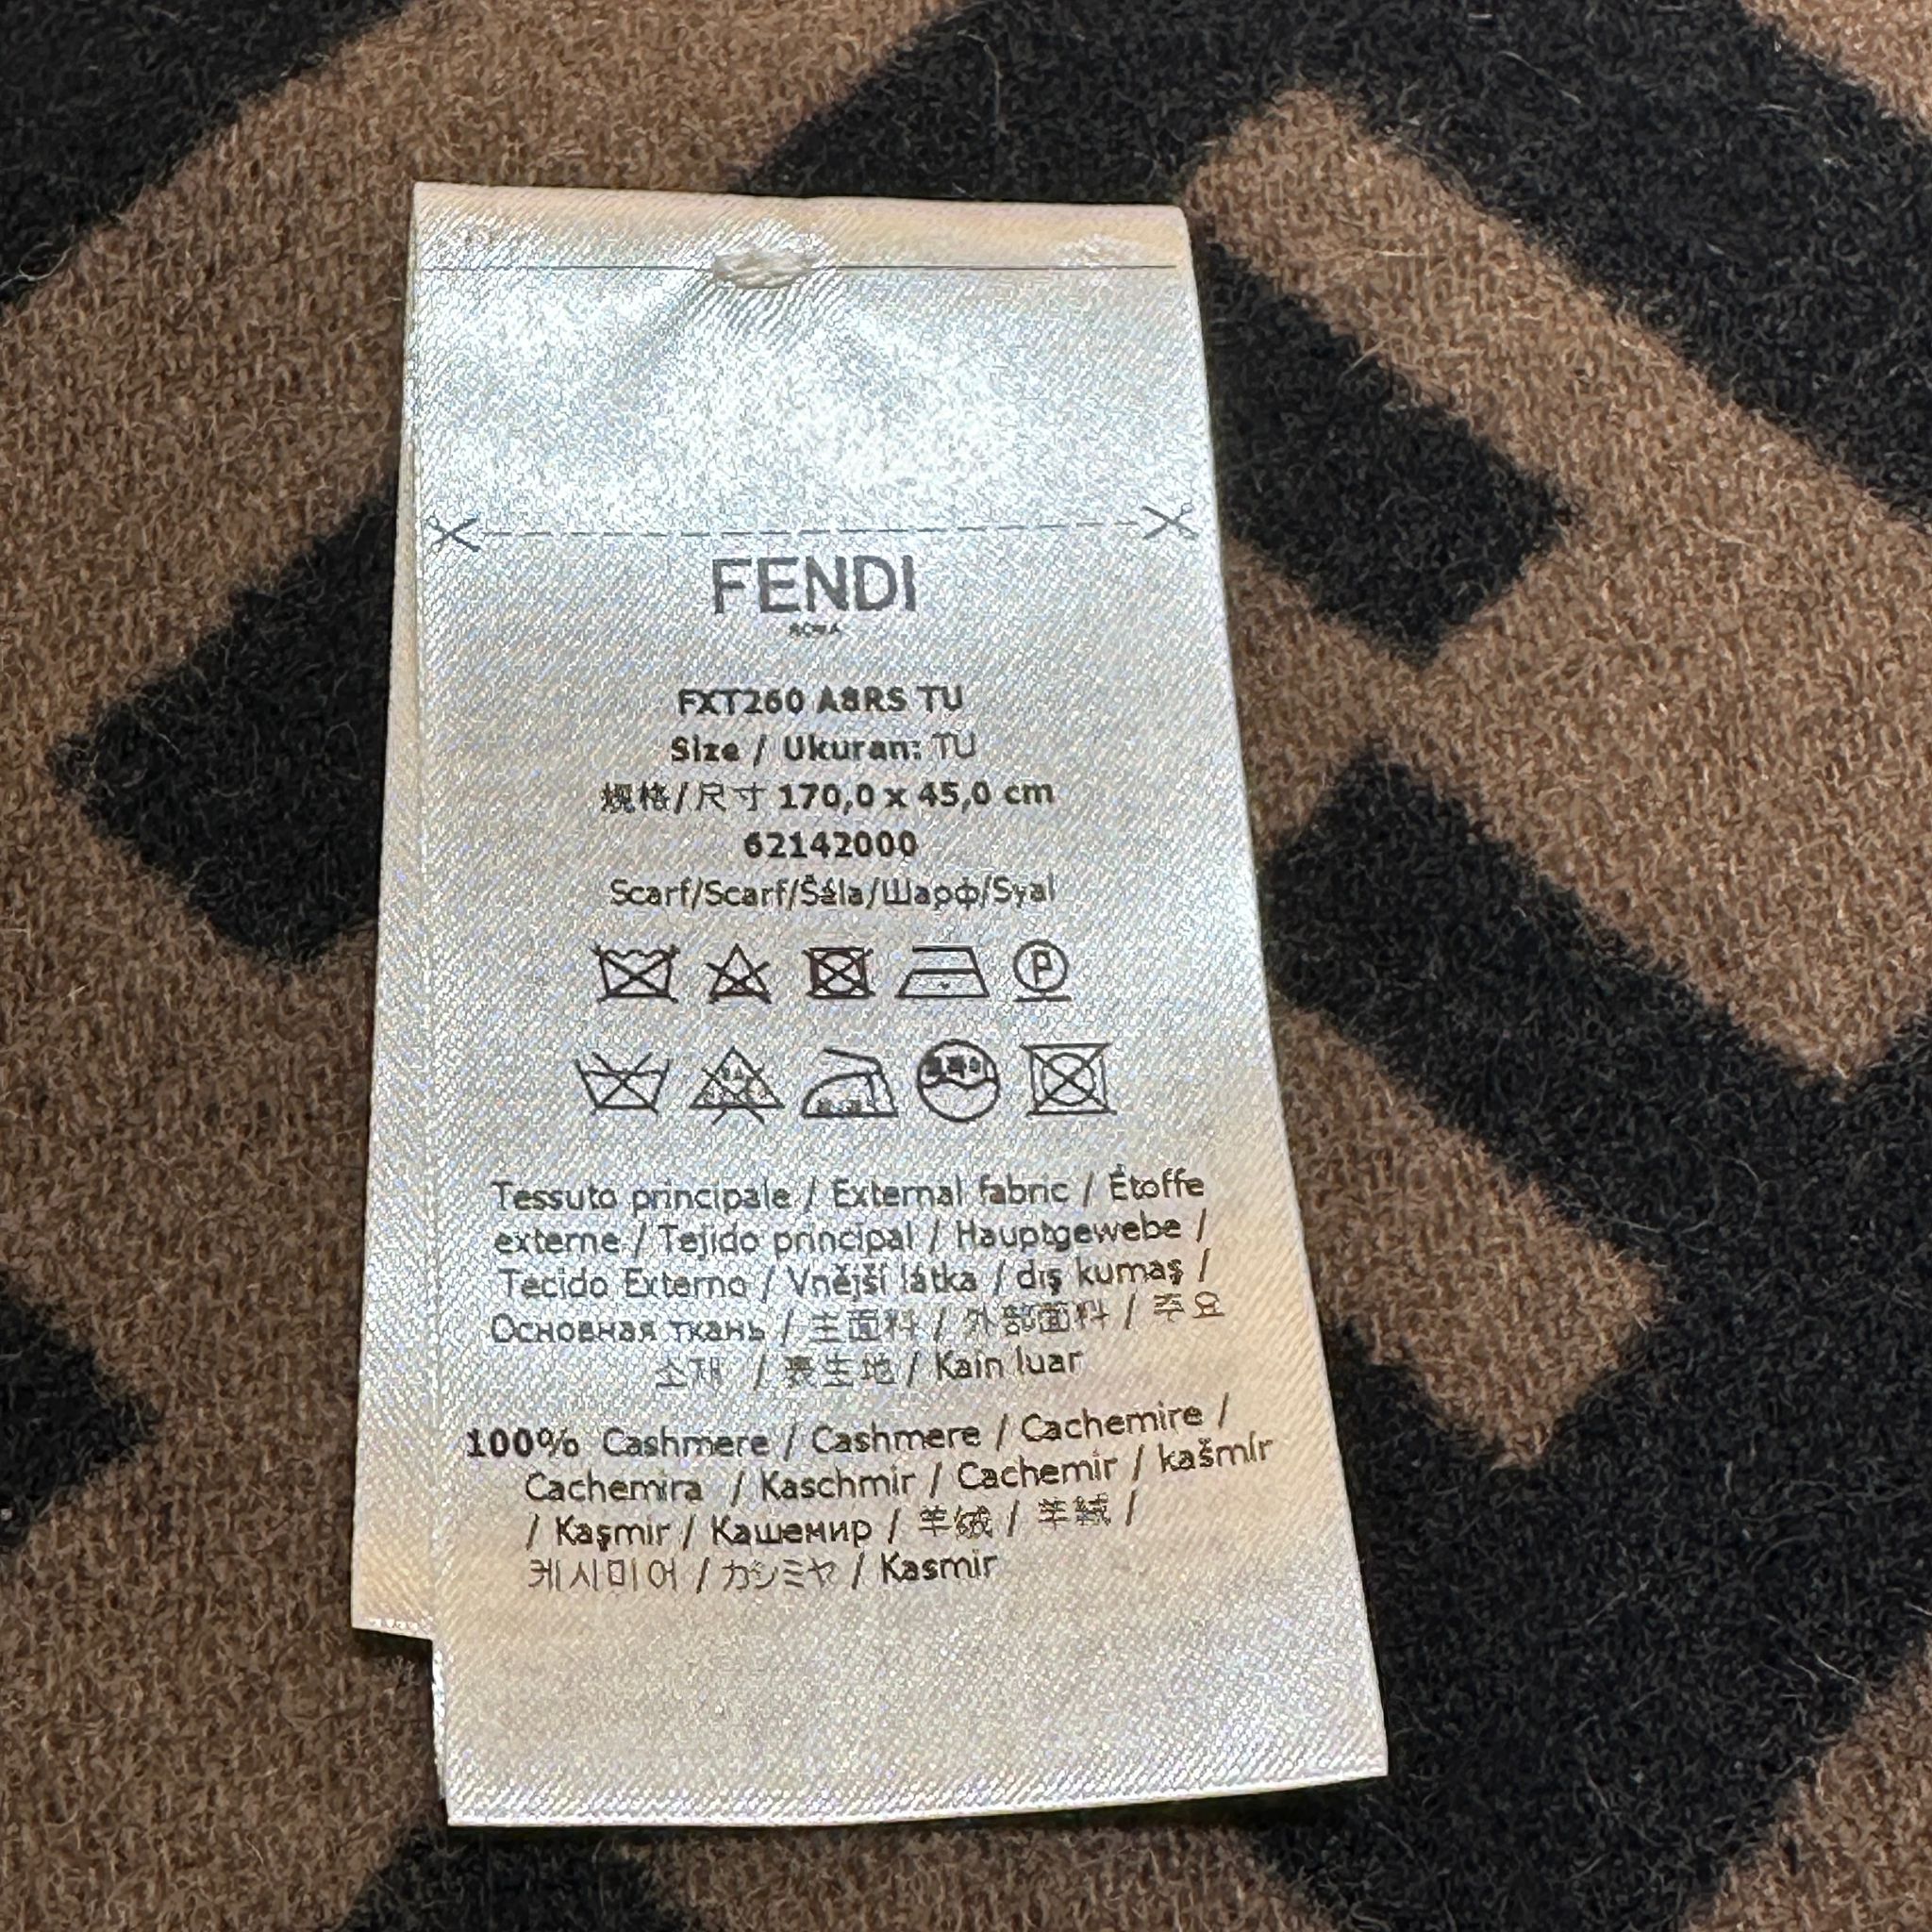 FENDI
ROMA
FXT260 A8RS TU
Size / Ukuran: TU
规格/尺寸 170,0 x 45,0 cm
62142000
Scarf/Scarf/Šála/Шарф/Syal
P
Tessuto principale / External fabric / Étoffe
externe / Tejido principal / Hauptgewebe /
Tecido Externo / Vnější látka / dış kumaş /
Основная ткань / 主面料 / 外部面料 / 주요
소재 / 表生地 / Kain luar
100% Cashmere / Cashmere / Cachemire /
Cachemira / Kaschmir / Cachemir / kašmír
/ Kaşmir / Кашемир / 羊绒 / 羊絨 /
케시미어 / カシミヤ / Kasmir